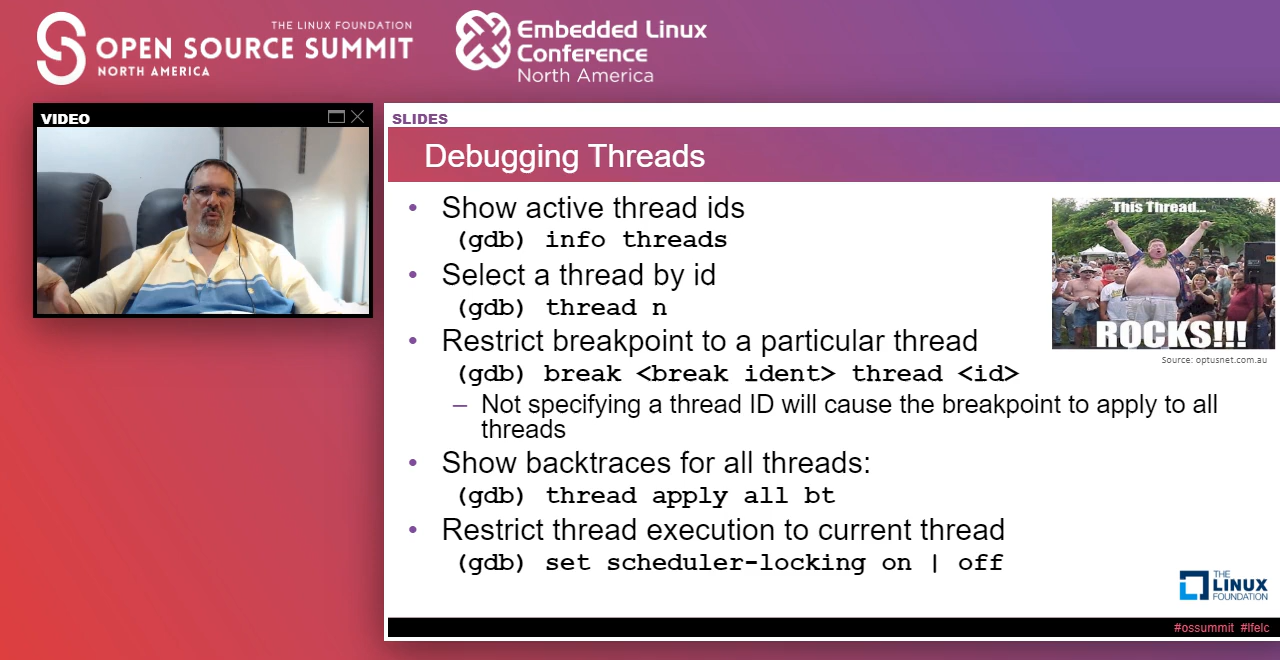 THE LINUX FOUNDATION
OPEN SOURCE SUMMIT
NORTH AMERICA
Embedded Linux
Conference
North America
VIDEO
SLIDES
Debugging Threads
• Show active thread ids
(gdb) info threads
• Select a thread by id
(gdb) thread n
• Restrict breakpoint to a particular thread
(gdb) break <break ident> thread <id>
– Not specifying a thread ID will cause the breakpoint to apply to all
threads
• Show backtraces for all threads:
(gdb) thread apply all bt
• Restrict thread execution to current thread
(gdb) set scheduler-locking on | off
This Thread...
ROCKS!!!
Source: optusnet.com.au
THE
LINUX
FOUNDATION
#ossummit #lfelc